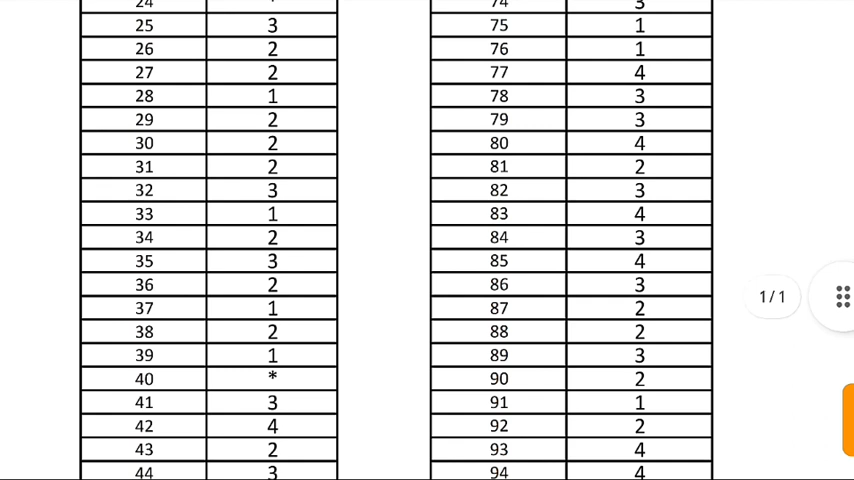 24 * 74 3
25 3 75 1
26 2 76 1
27 2 77 4
28 1 78 3
29 2 79 3
30 2 80 4
31 2 81 2
32 3 82 3
33 1 83 4
34 2 84 3
35 3 85 4
36 2 86 3
37 1 87 2
38 2 88 2
39 1 89 3
40 * 90 2
41 3 91 1
42 4 92 2
43 2 93 4
44 3 94 4
1/1